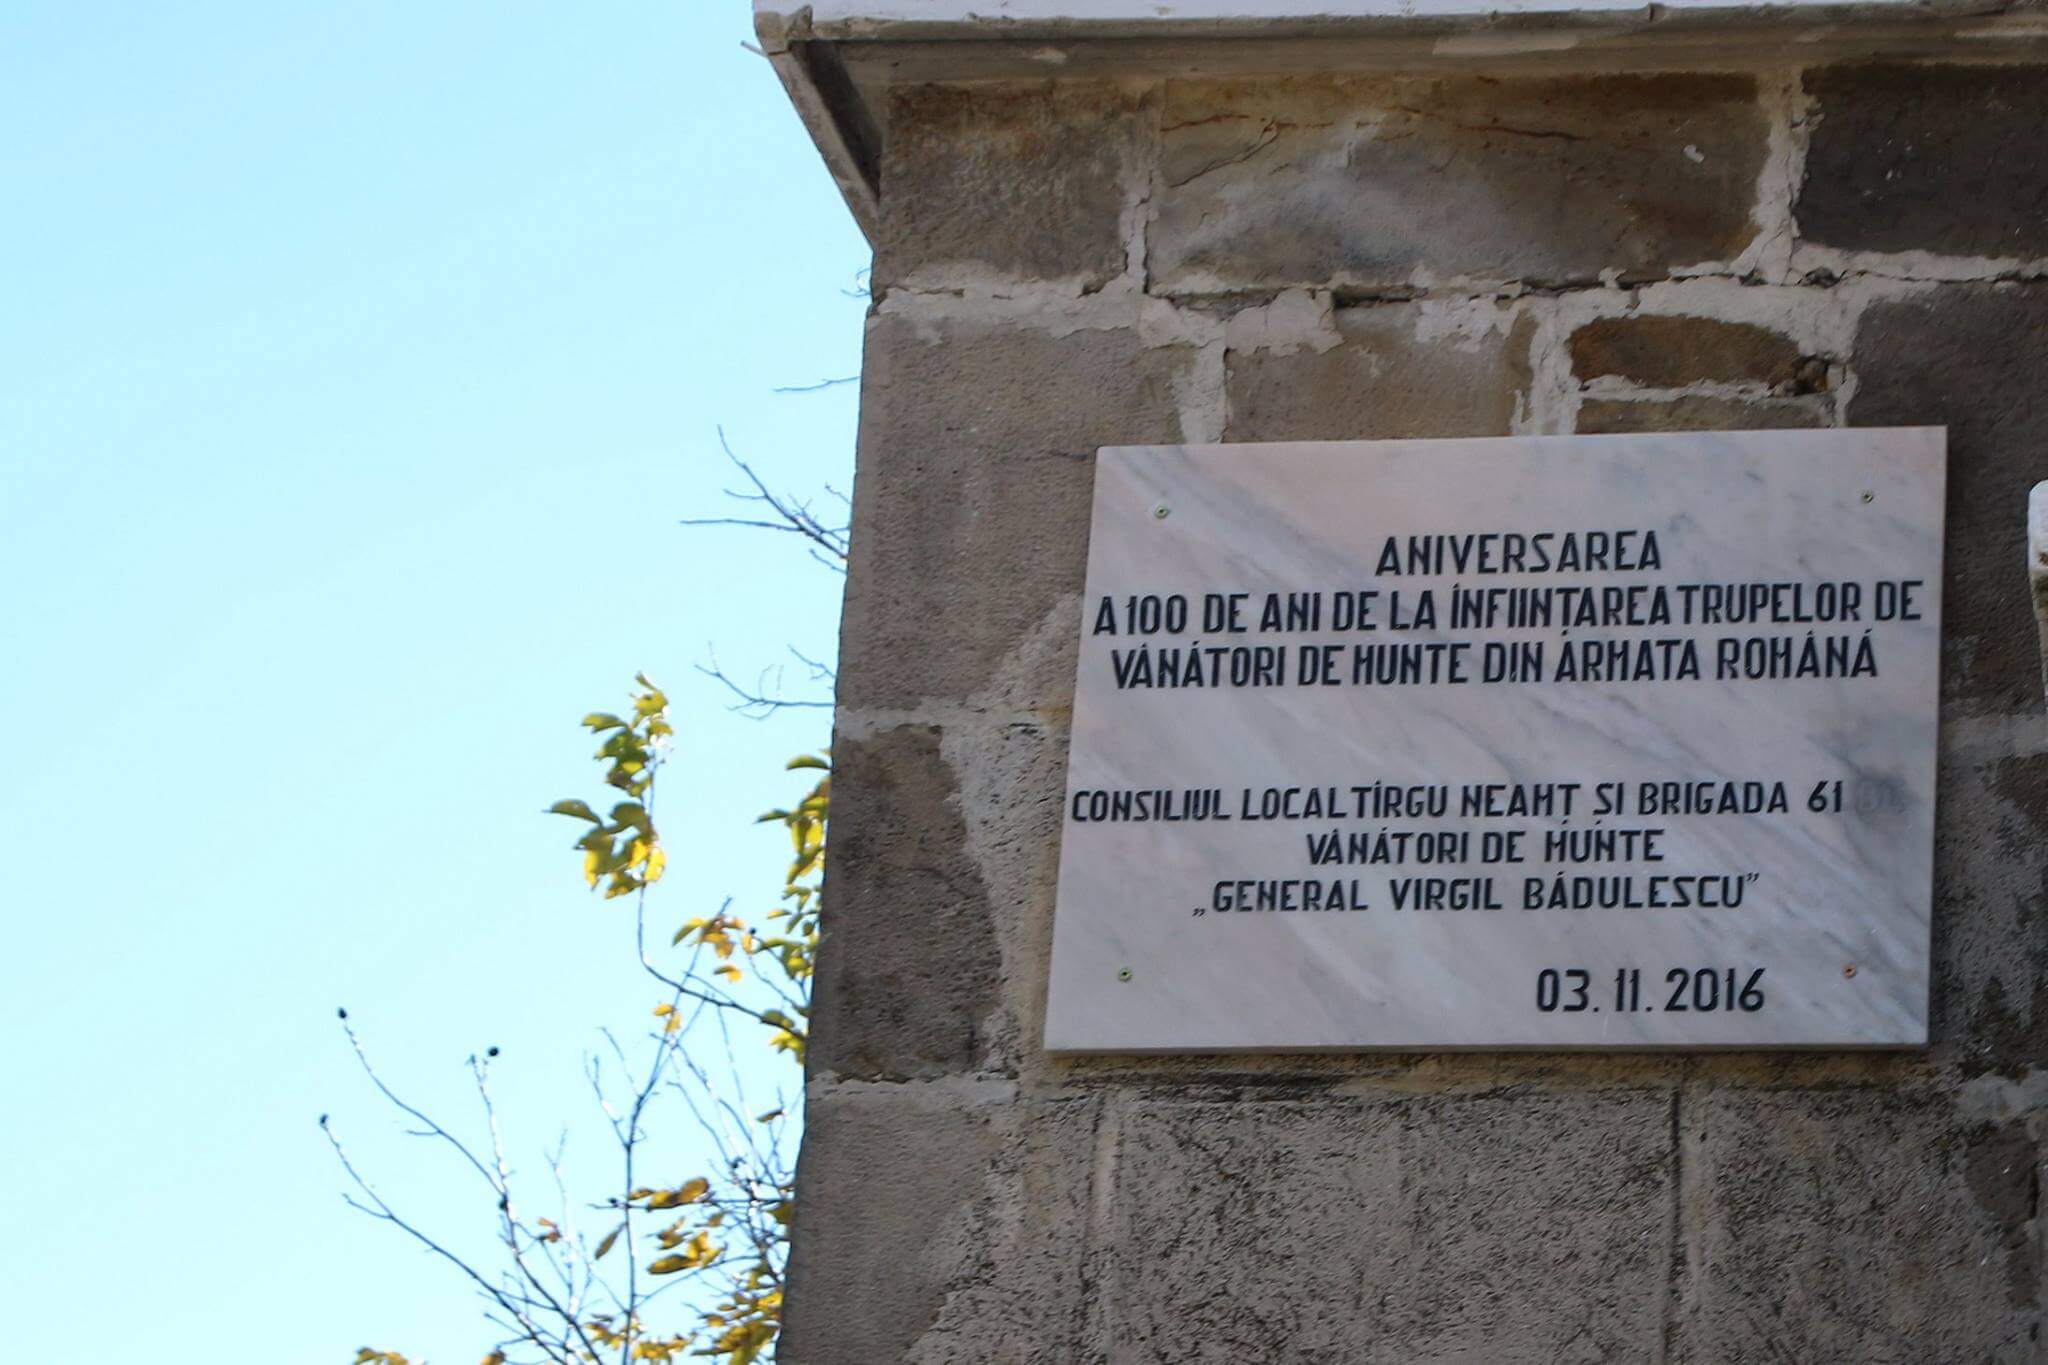 ANIVERSAREA
A 100 DE ANI DE LA ÎNFIINȚAREA TRUPELOR DE
VÂNĂTORI DE MUNTE DIN ARMATA ROMÂNĂ
CONSILIUL LOCAL TÎRGU NEAMȚ ȘI BRIGADA 61
VÂNĂTORI DE MUNTE
„GENERAL VIRGIL BĂDULESCU”
03.11.2016